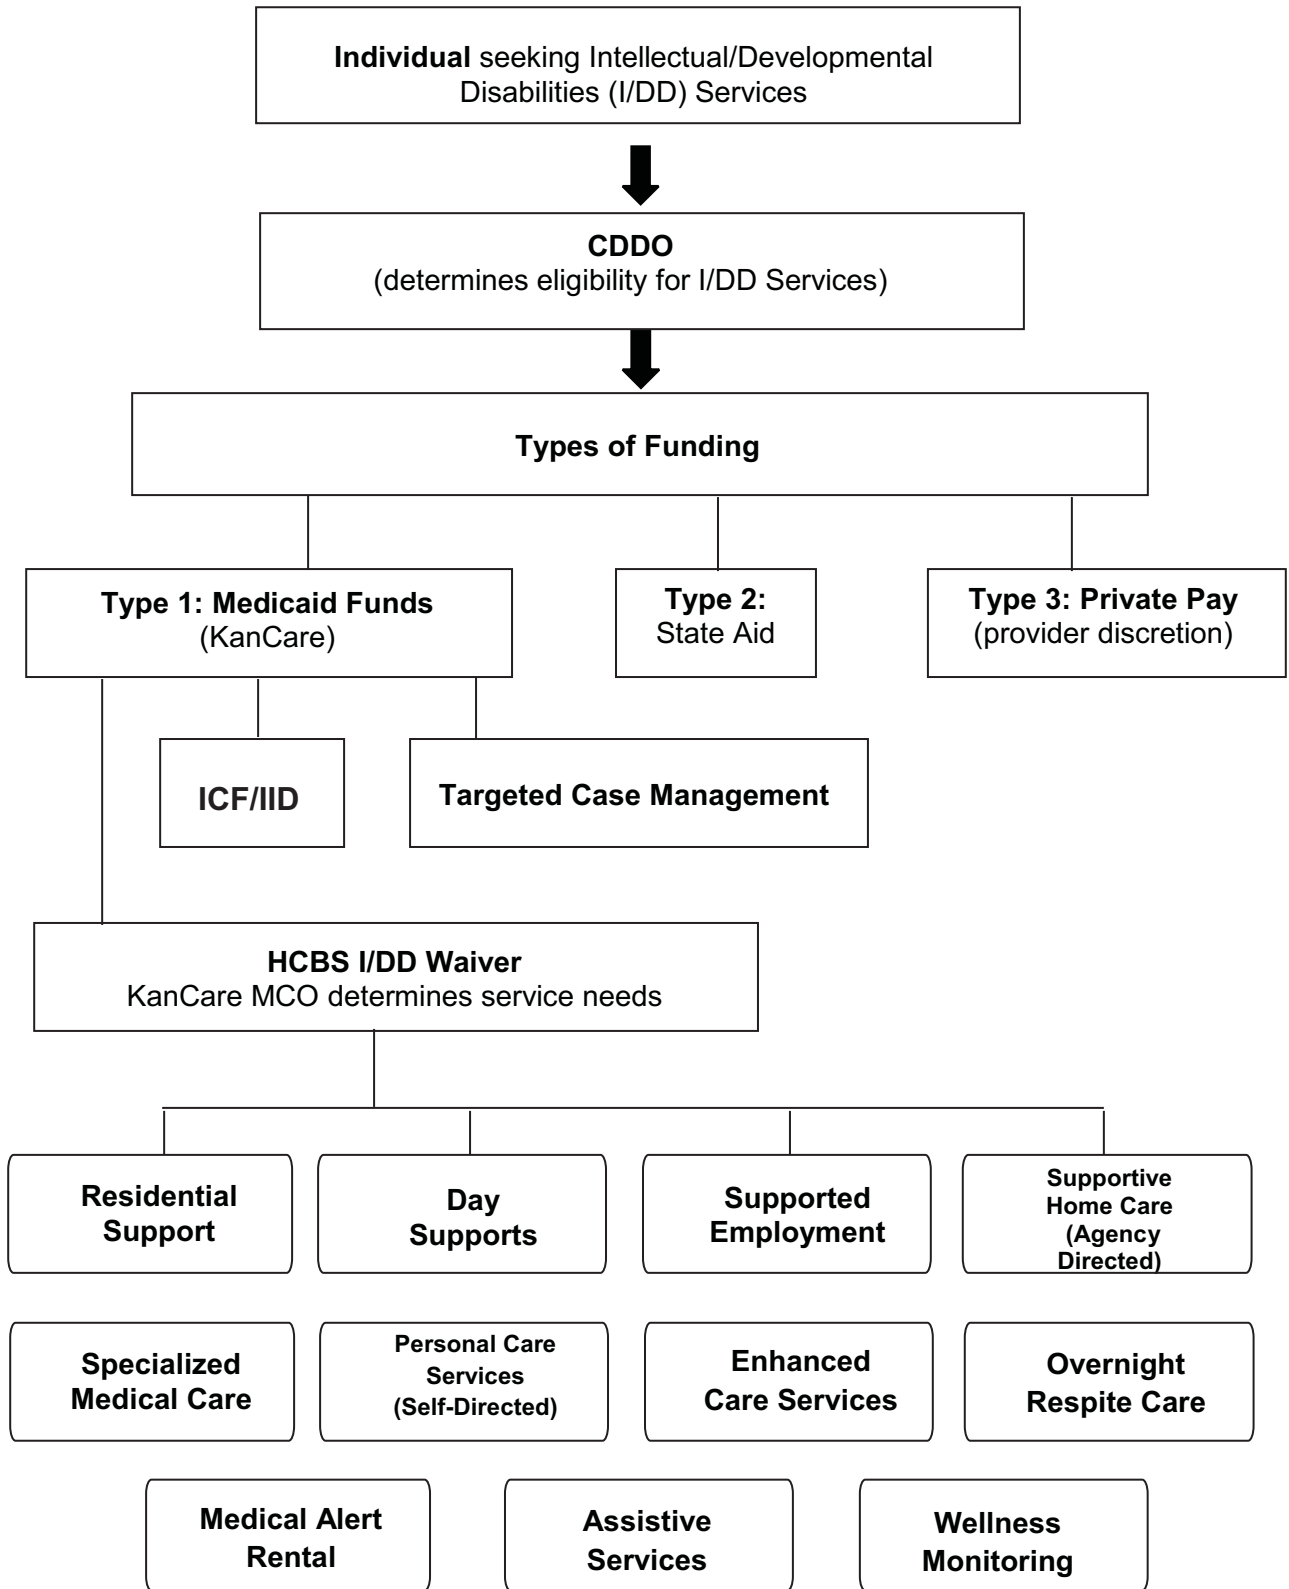 Individual seeking Intellectual/Developmental
Disabilities (I/DD) Services
CDDO
(determines eligibility for I/DD Services)
Types of Funding
Type 1: Medicaid Funds
(KanCare)
Type 2:
State Aid
Type 3: Private Pay
(provider discretion)
ICF/IID
Targeted Case Management
HCBS I/DD Waiver
KanCare MCO determines service needs
Residential
Support
Day
Supports
Supported
Employment
Supportive
Home Care
(Agency
Directed)
Specialized
Medical Care
Personal Care
Services
(Self-Directed)
Enhanced
Care Services
Overnight
Respite Care
Medical Alert
Rental
Assistive
Services
Wellness
Monitoring